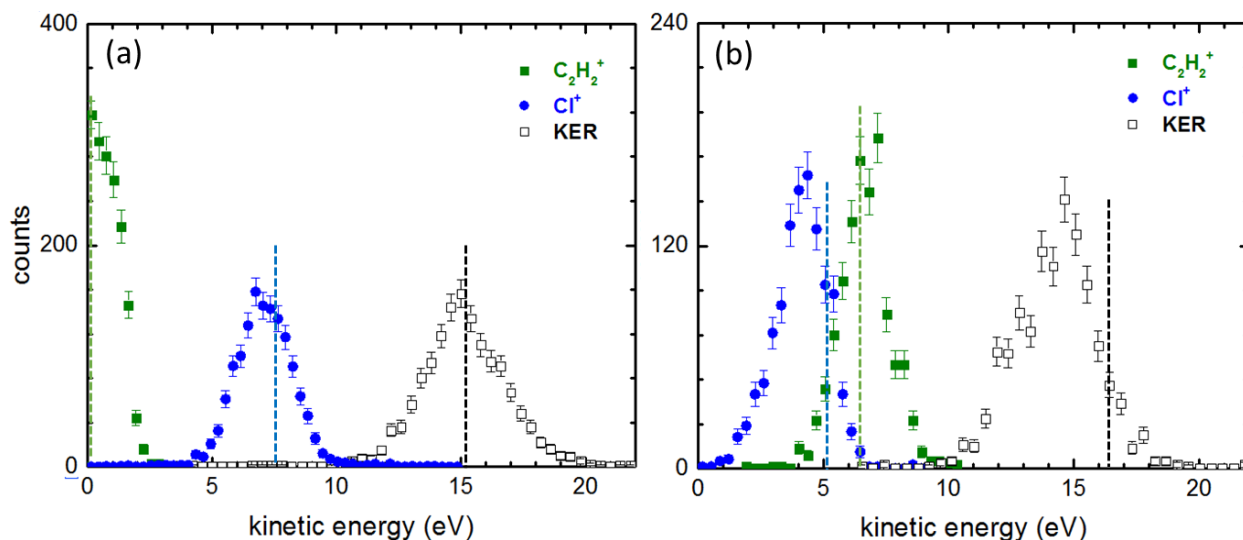 400
(a)
C₂H₂⁺
Cl⁺
KER
200
0
counts
0 5 10 15 20
kinetic energy (eV)
240
(b)
C₂H₂⁺
Cl⁺
KER
120
0
0 5 10 15 20
kinetic energy (eV)